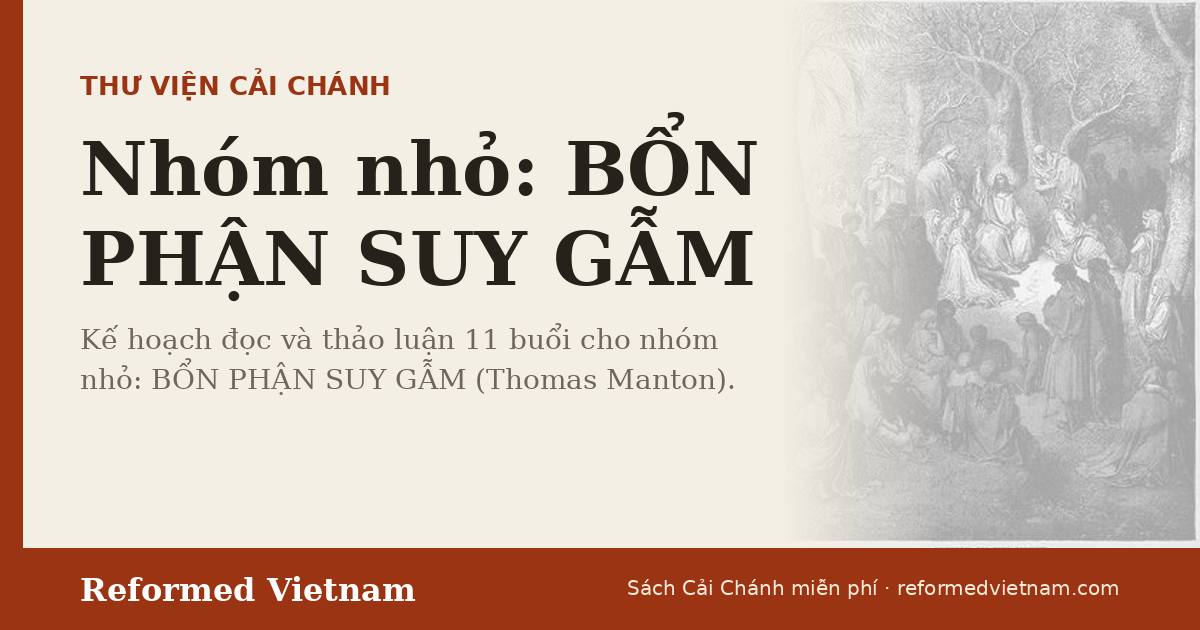 THƯ VIỆN CẢI CHÁNH
Nhóm nhỏ: BỔN
PHẬN SUY GẪM
Kế hoạch đọc và thảo luận 11 buổi cho nhóm
nhỏ: BỔN PHẬN SUY GẪM (Thomas Manton).
Reformed Vietnam
Sách Cải Chánh miễn phí · reformedvietnam.com